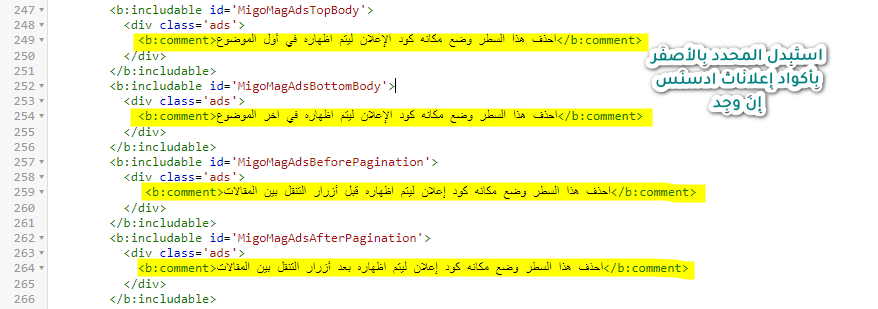 247 <b:includable id='MigoMagAdsTopBody'>
248 <div class='ads'>
249 <b:comment>احذف هذا السطر وضع مكانه كود الإعلان ليتم اظهاره في أول الموضوع</b:comment>
250 </div>
251 </b:includable>
252 <b:includable id='MigoMagAdsBottomBody'>
253 <div class='ads'>
254 <b:comment>احذف هذا السطر وضع مكانه كود الإعلان ليتم اظهاره في اخر الموضوع</b:comment>
255 </div>
256 </b:includable>
257 <b:includable id='MigoMagAdsBeforePagination'>
258 <div class='ads'>
259 <b:comment>احذف هذا السطر وضع مكانه كود إعلان ليتم اظهاره قبل أزرار التنقل بين المقالات</b:comment>
260 </div>
261 </b:includable>
262 <b:includable id='MigoMagAdsAfterPagination'>
263 <div class='ads'>
264 <b:comment>احذف هذا السطر وضع مكانه كود إعلان ليتم اظهاره بعد أزرار التنقل بين المقالات</b:comment>
265 </div>
266 </b:includable>
استبدل المحدد بالأصفر
بأكواد إعلانات ادسنس
إن وجد